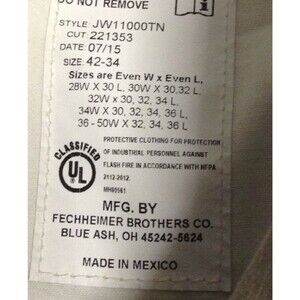 DO NOT REMOVE
STYLE: JW11000TN
CUT: 221353
DATE: 07/15
SIZE: 42-34
Sizes are Even W x Even L,
28W X 30 L, 30W X 30,32 L,
32W x 30, 32, 34 L,
34W X 30, 32, 34, 36 L,
36 - 50W X 32, 34, 36 L
CLASSIFIED
UL
PROTECTIVE CLOTHING FOR PROTECTION
OF INDUSTRIAL PERSONNEL AGAINST
FLASH FIRE IN ACCORDANCE WITH NFPA
2112-2012.
MH60561
MFG. BY
FECHHEIMER BROTHERS CO.
BLUE ASH, OH 45242-5624
MADE IN MEXICO